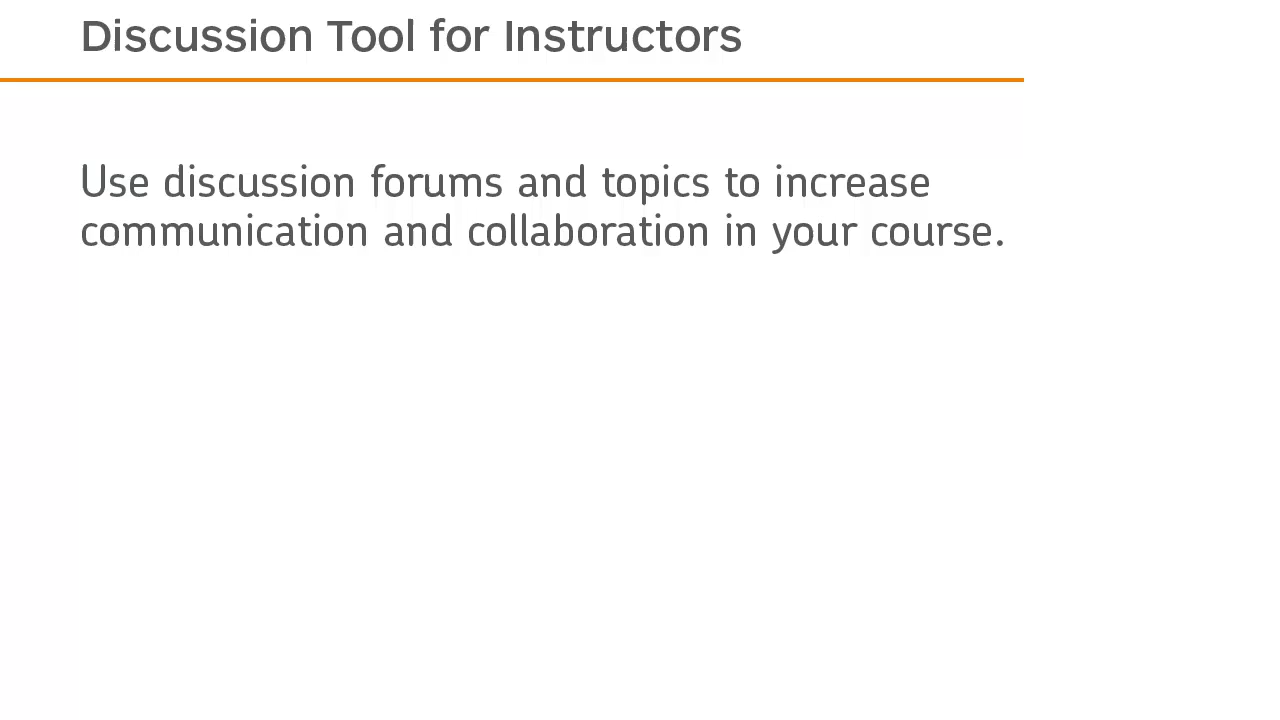 Discussion Tool for Instructors
Use discussion forums and topics to increase
communication and collaboration in your course.